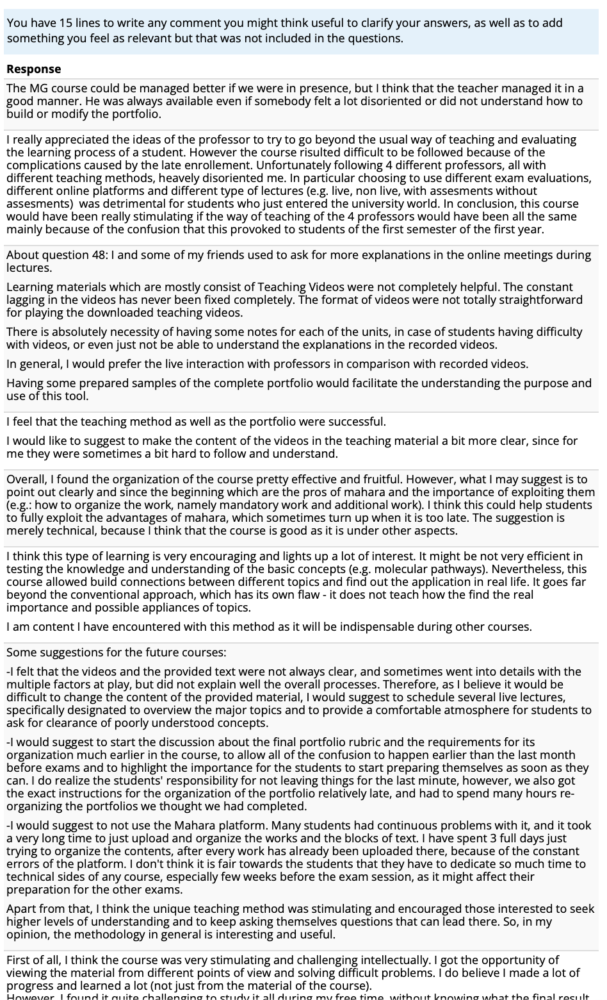 You have 15 lines to write any comment you might think useful to clarify your answers, as well as to add
something you feel as relevant but that was not included in the questions.
Response
The MG course could be managed better if we were in presence, but I think that the teacher managed it in a
good manner. He was always available even if somebody felt a lot disoriented or did not understand how to
build or modify the portfolio.
I really appreciated the ideas of the professor to try to go beyond the usual way of teaching and evaluating
the learning process of a student. However the course risulted difficult to be followed because of the
complications caused by the late enrollement. Unfortunately following 4 different professors, all with
different teaching methods, heavely disoriented me. In particular choosing to use different exam evaluations,
different online platforms and different type of lectures (e.g. live, non live, with assesments without
assesments)  was detrimental for students who just entered the university world. In conclusion, this course
would have been really stimulating if the way of teaching of the 4 professors would have been all the same
mainly because of the confusion that this provoked to students of the first semester of the first year.
About question 48: I and some of my friends used to ask for more explanations in the online meetings during
lectures.
Learning materials which are mostly consist of Teaching Videos were not completely helpful. The constant
lagging in the videos has never been fixed completely. The format of videos were not totally straightforward
for playing the downloaded teaching videos.
There is absolutely necessity of having some notes for each of the units, in case of students having difficulty
with videos, or even just not be able to understand the explanations in the recorded videos.
In general, I would prefer the live interaction with professors in comparison with recorded videos.
Having some prepared samples of the complete portfolio would facilitate the understanding the purpose and
use of this tool.
I feel that the teaching method as well as the portfolio were successful.
I would like to suggest to make the content of the videos in the teaching material a bit more clear, since for
me they were sometimes a bit hard to follow and understand.
Overall, I found the organization of the course pretty effective and fruitful. However, what I may suggest is to
point out clearly and since the beginning which are the pros of mahara and the importance of exploiting them
(e.g.: how to organize the work, namely mandatory work and additional work). I think this could help students
to fully exploit the advantages of mahara, which sometimes turn up when it is too late. The suggestion is
merely technical, because I think that the course is good as it is under other aspects.
I think this type of learning is very encouraging and lights up a lot of interest. It might be not very efficient in
testing the knowledge and understanding of the basic concepts (e.g. molecular pathways). Nevertheless, this
course allowed build connections between different topics and find out the application in real life. It goes far
beyond the conventional approach, which has its own flaw - it does not teach how the find the real
importance and possible appliances of topics.
I am content I have encountered with this method as it will be indispensable during other courses.
Some suggestions for the future courses:
-I felt that the videos and the provided text were not always clear, and sometimes went into details with the
multiple factors at play, but did not explain well the overall processes. Therefore, as I believe it would be
difficult to change the content of the provided material, I would suggest to schedule several live lectures,
specifically designated to overview the major topics and to provide a comfortable atmosphere for students to
ask for clearance of poorly understood concepts.
-I would suggest to start the discussion about the final portfolio rubric and the requirements for its
organization much earlier in the course, to allow all of the confusion to happen earlier than the last month
before exams and to highlight the importance for the students to start preparing themselves as soon as they
can. I do realize the students' responsibility for not leaving things for the last minute, however, we also got
the exact instructions for the organization of the portfolio relatively late, and had to spend many hours re-
organizing the portfolios we thought we had completed.
-I would suggest to not use the Mahara platform. Many students had continuous problems with it, and it took
a very long time to just upload and organize the works and the blocks of text. I have spent 3 full days just
trying to organize the contents, after every work has already been uploaded there, because of the constant
errors of the platform. I don't think it is fair towards the students that they have to dedicate so much time to
technical sides of any course, especially few weeks before the exam session, as it might affect their
preparation for the other exams.
Apart from that, I think the unique teaching method was stimulating and encouraged those interested to seek
higher levels of understanding and to keep asking themselves questions that can lead there. So, in my
opinion, the methodology in general is interesting and useful.
First of all, I think the course was very stimulating and challenging intellectually. I got the opportunity of
viewing the material from different points of view and solving difficult problems. I do believe I made a lot of
progress and learned a lot (not just from the material of the course).
However, I found it quite challenging to study it all during my free time, without knowing what the final result